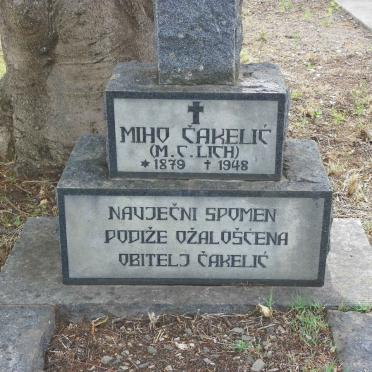 MIHO ČAKELIĆ
(M.C.LICH)
* 1879 ✝ 1948
NAVJEČNI SPOMEN
PODIŽE OŽALOŠĆENA
OBITELJ ČAKELIĆ